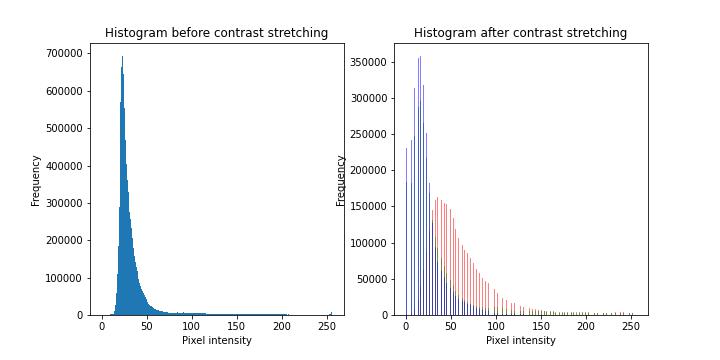 Histogram before contrast stretching
700000
600000
500000
400000
300000
200000
100000
0
Frequency
0 50 100 150 200 250
Pixel intensity
Histogram after contrast stretching
350000
300000
250000
200000
150000
100000
50000
0
Frequency
0 50 100 150 200 250
Pixel intensity